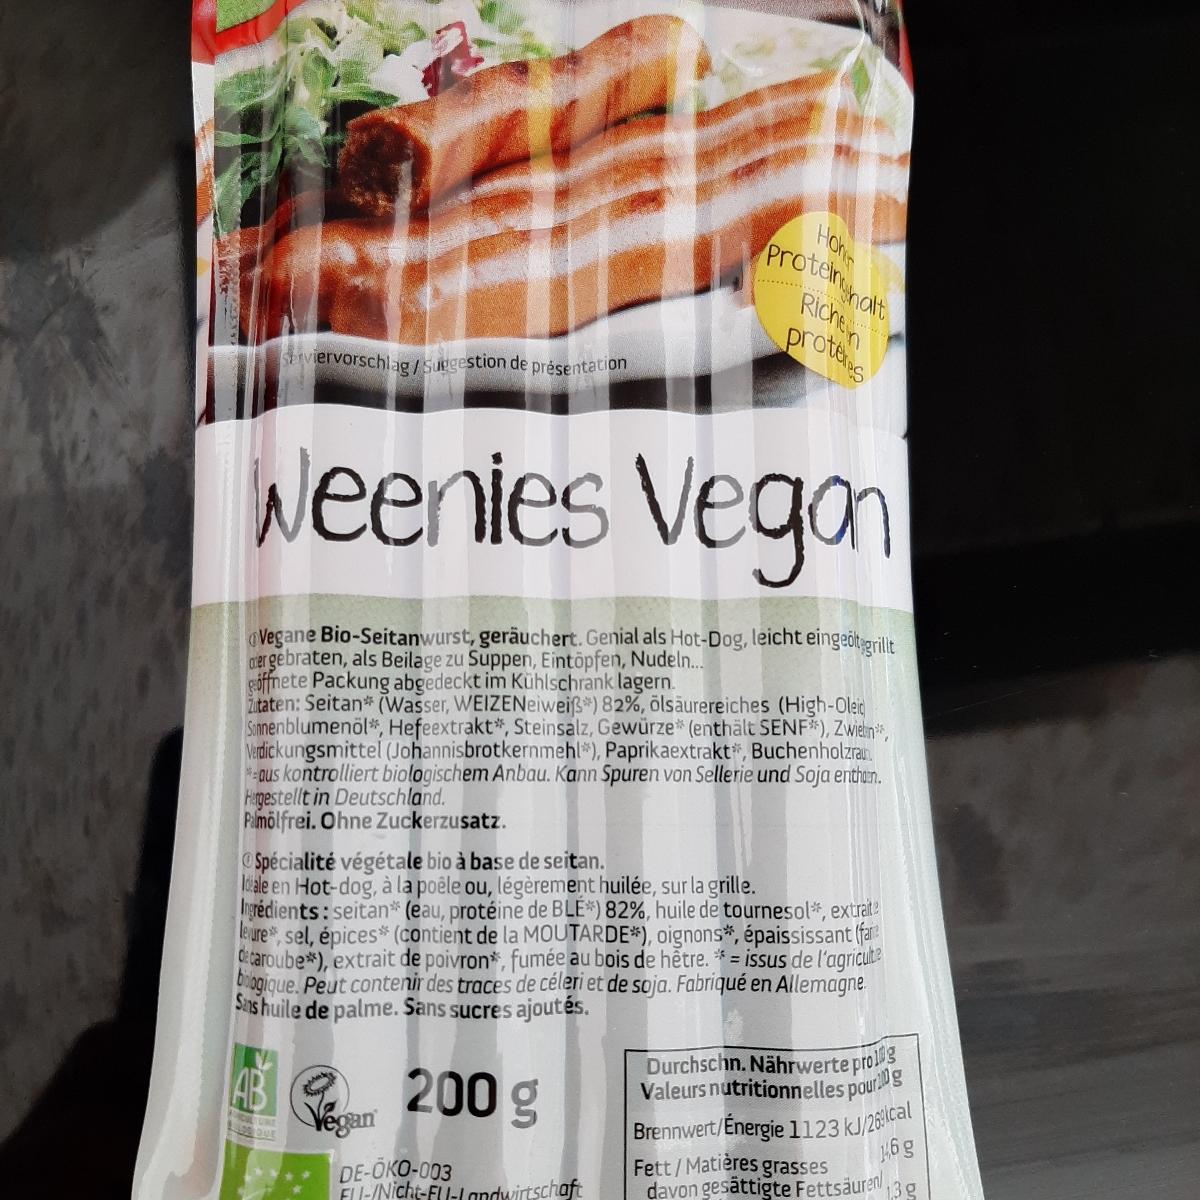 Hoher
Proteingehalt
Riche en
protéines
Serviervorschlag / Suggestion de présentation
Weenies Vegan
Vegane Bio-Seitanwurst, geräuchert. Genial als Hot-Dog, leicht eingeölt gegrillt
oder gebraten, als Beilage zu Suppen, Eintöpfen, Nudeln...
geöffnete Packung abgedeckt im Kühlschrank lagern.
Zutaten: Seitan* (Wasser, WEIZENeiweiß*) 82%, ölsäurereiches (High-Oleic)
Sonnenblumenöl*, Hefeextrakt*, Steinsalz, Gewürze* (enthält SENF*), Zwiebeln*,
Verdickungsmittel (Johannisbrotkernmehl*), Paprikaextrakt*, Buchenholzrauch.
*=aus kontrolliert biologischem Anbau. Kann Spuren von Sellerie und Soja enthalten.
Hergestellt in Deutschland.
Palmölfrei. Ohne Zuckerzusatz.
Spécialité végétale bio à base de seitan.
Idéale en Hot-dog, à la poêle ou, légèrement huilée, sur la grille.
Ingrédients : seitan* (eau, protéine de BLÉ*) 82%, huile de tournesol*, extrait de
levure*, sel, épices* (contient de la MOUTARDE*), oignons*, épaississant (farine
de caroube*), extrait de poivron*, fumée au bois de hêtre. * = issus de l'agriculture
biologique. Peut contenir des traces de céleri et de soja. Fabriqué en Allemagne.
Sans huile de palme. Sans sucres ajoutés.
AB
AGRICULTURE
BIOLOGIQUE
Vegan
200 g
DE-ÖKO-003
EU-/Nicht-EU-Landwirtschaft
Durchschn. Nährwerte pro 100 g
Valeurs nutritionnelles pour 100 g
Brennwert/Énergie 1123 kJ/269 kcal
Fett / Matières grasses 14,6 g
davon gesättigte Fettsäuren/ 1,3 g